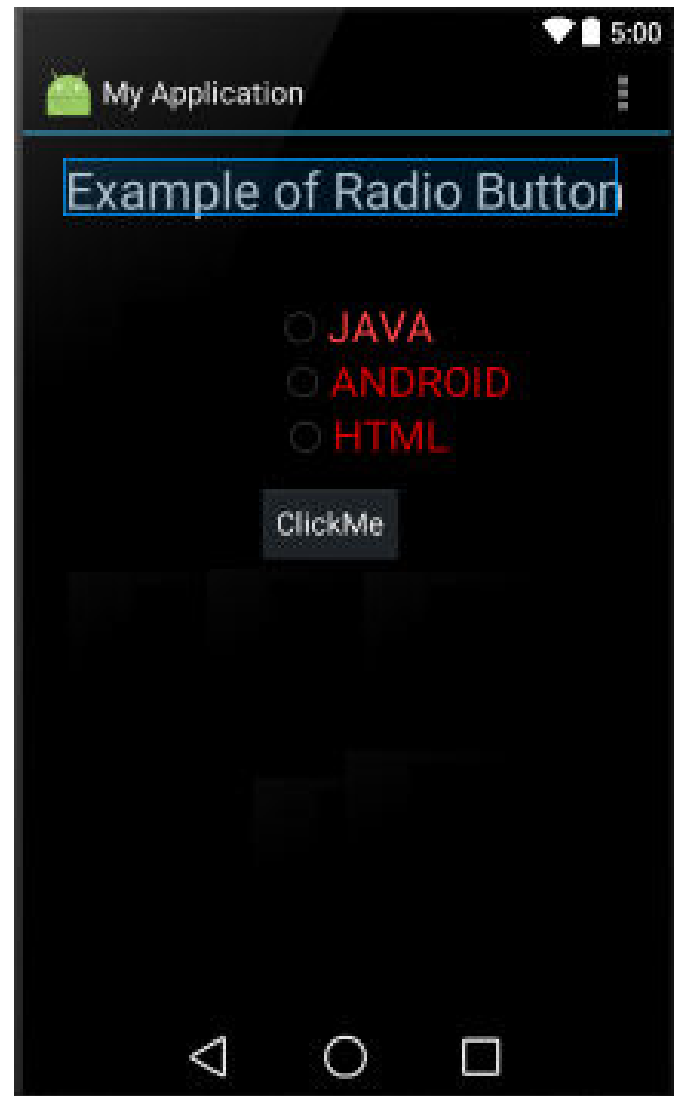 5:00
My Application
Example of Radio Button
JAVA
ANDROID
HTML
ClickMe